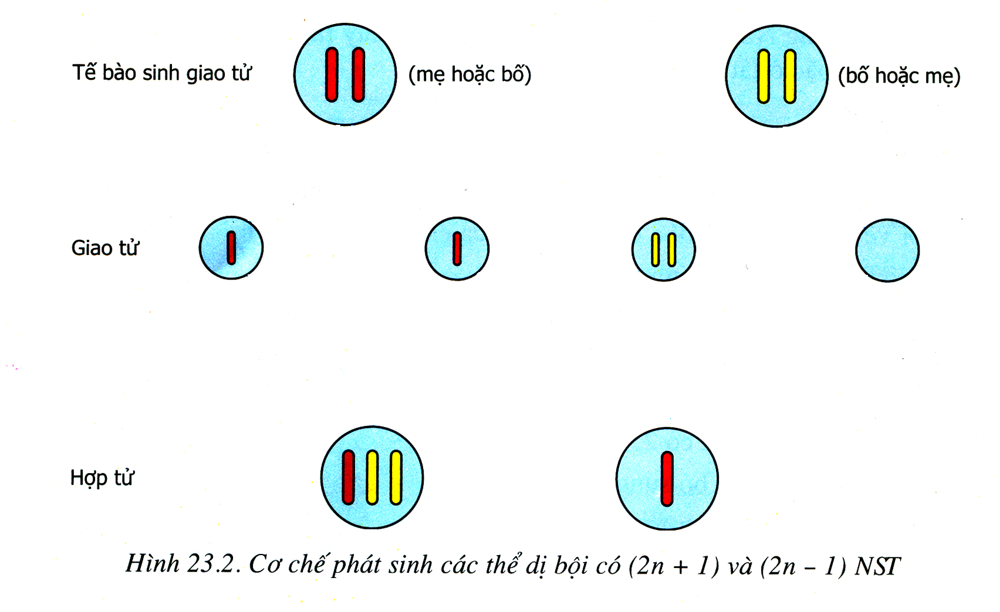 Tế bào sinh giao tử (mẹ hoặc bố) (bố hoặc mẹ)
Giao tử
Hợp tử
Hình 23.2. Cơ chế phát sinh các thể dị bội có (2n + 1) và (2n – 1) NST